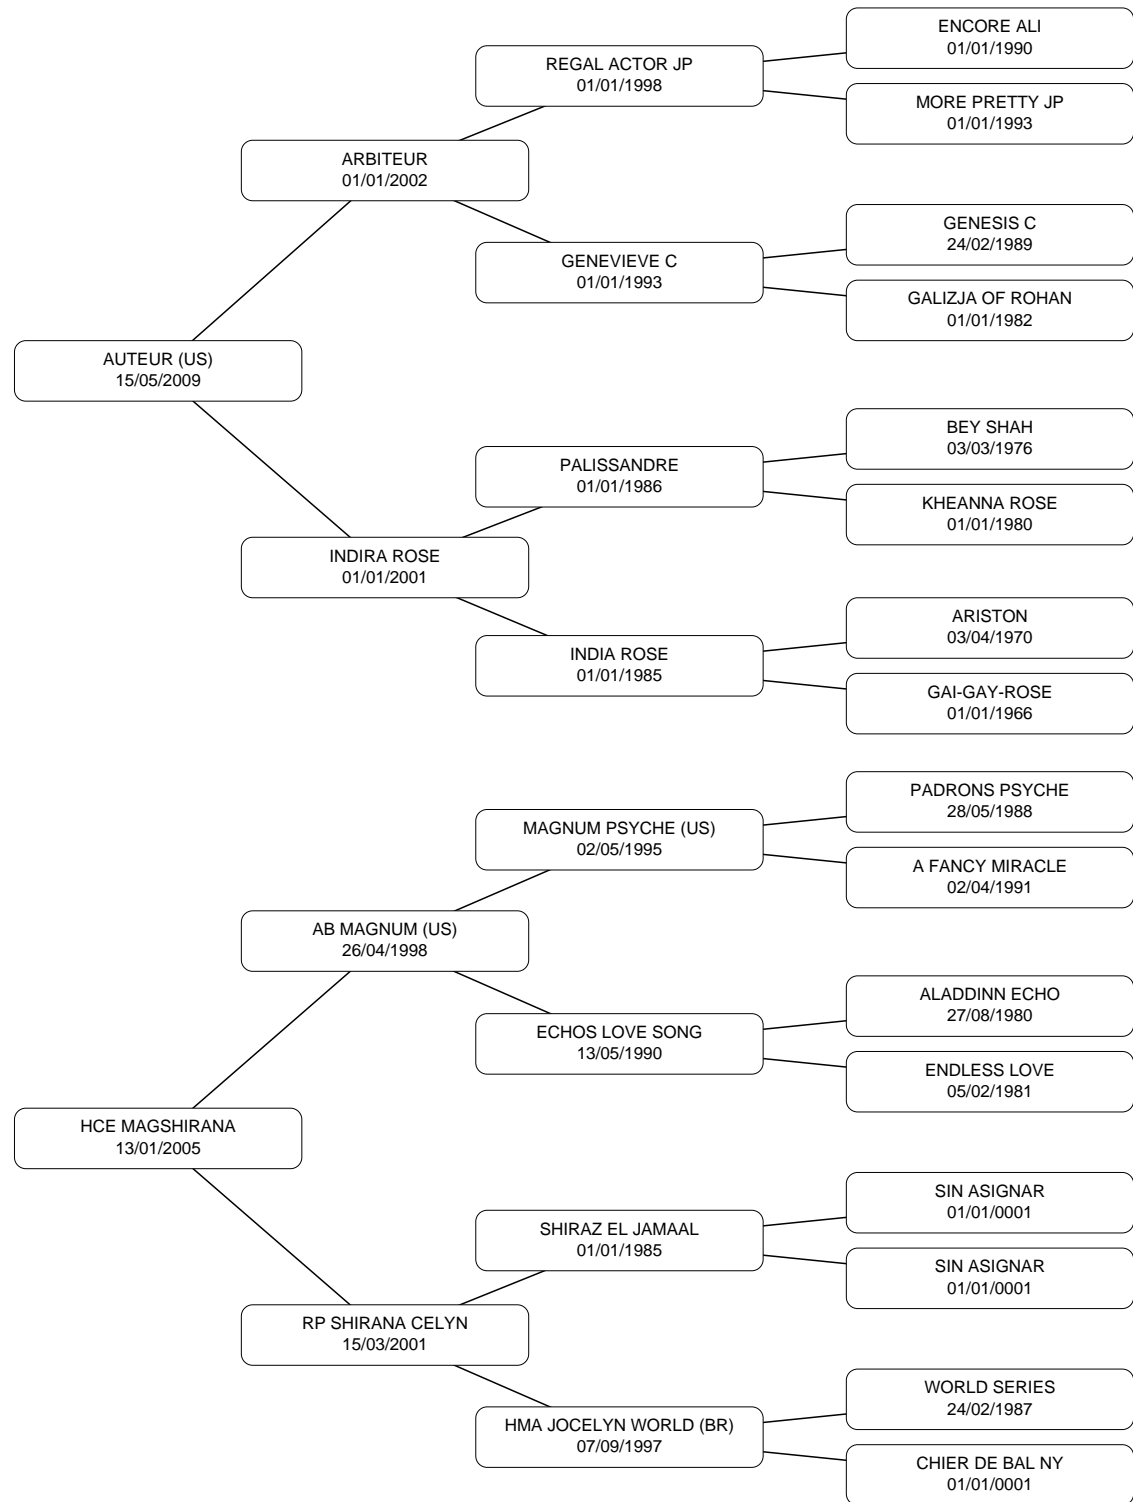 ENCORE ALI
01/01/1990
REGAL ACTOR JP
01/01/1998
MORE PRETTY JP
01/01/1993
ARBITEUR
01/01/2002
GENESIS C
24/02/1989
GENEVIEVE C
01/01/1993
GALIZJA OF ROHAN
01/01/1982
AUTEUR (US)
15/05/2009
BEY SHAH
03/03/1976
PALISSANDRE
01/01/1986
KHEANNA ROSE
01/01/1980
INDIRA ROSE
01/01/2001
ARISTON
03/04/1970
INDIA ROSE
01/01/1985
GAI-GAY-ROSE
01/01/1966
PADRONS PSYCHE
28/05/1988
MAGNUM PSYCHE (US)
02/05/1995
A FANCY MIRACLE
02/04/1991
AB MAGNUM (US)
26/04/1998
ALADDINN ECHO
27/08/1980
ECHOS LOVE SONG
13/05/1990
ENDLESS LOVE
05/02/1981
HCE MAGSHIRANA
13/01/2005
SIN ASIGNAR
01/01/0001
SHIRAZ EL JAMAAL
01/01/1985
SIN ASIGNAR
01/01/0001
RP SHIRANA CELYN
15/03/2001
WORLD SERIES
24/02/1987
HMA JOCELYN WORLD (BR)
07/09/1997
CHIER DE BAL NY
01/01/0001